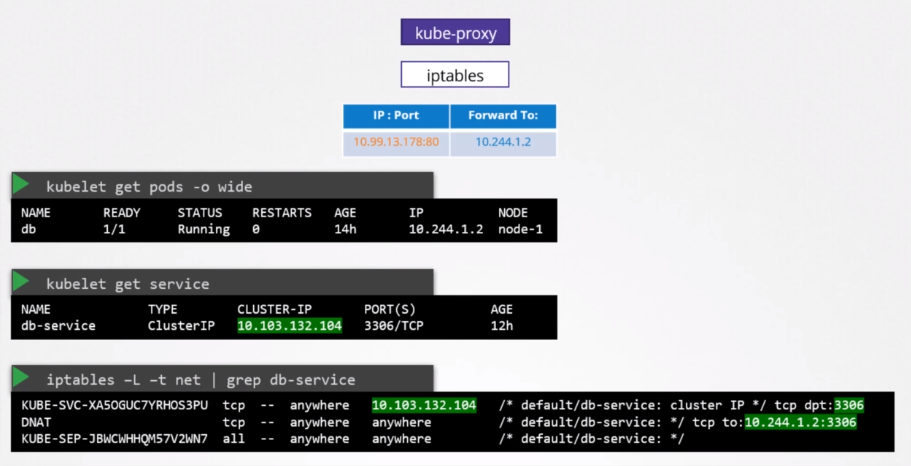 kube-proxy
iptables
IP : Port Forward To:
10.99.13.178:80 10.244.1.2
kubelet get pods -o wide
NAME READY STATUS RESTARTS AGE IP NODE
db 1/1 Running 0 14h 10.244.1.2 node-1
kubelet get service
NAME TYPE CLUSTER-IP PORT(S) AGE
db-service ClusterIP 10.103.132.104 3306/TCP 12h
iptables –L –t net | grep db-service
KUBE-SVC-XA5OGUC7YRHOS3PU tcp -- anywhere 10.103.132.104 /* default/db-service: cluster IP */ tcp dpt:3306
DNAT tcp -- anywhere anywhere /* default/db-service: */ tcp to:10.244.1.2:3306
KUBE-SEP-JBWCWHHQM57V2WN7 all -- anywhere anywhere /* default/db-service: */